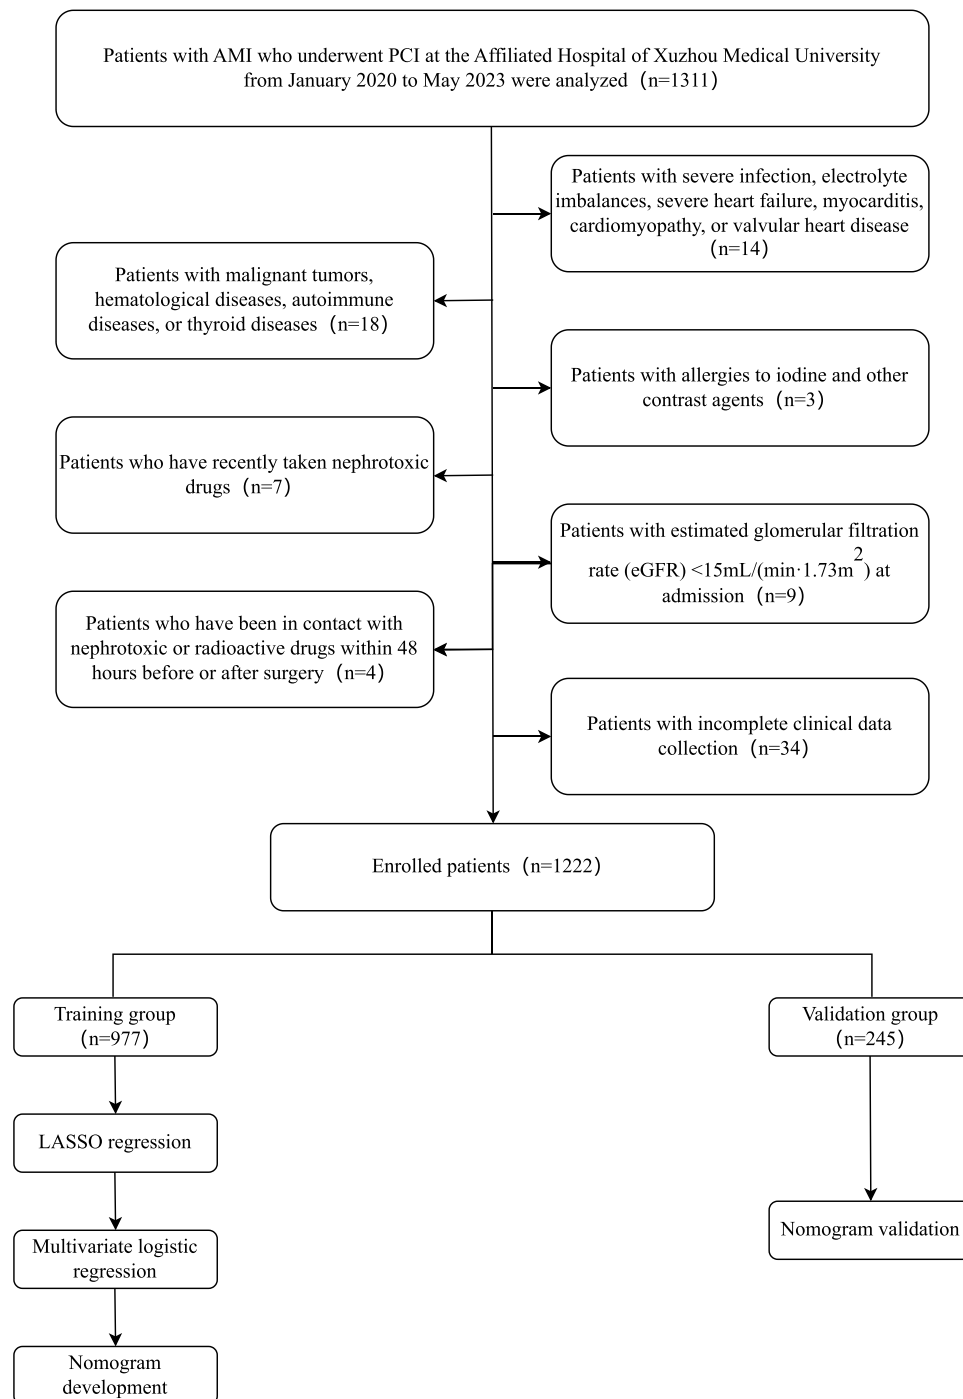 Patients with AMI who underwent PCI at the Affiliated Hospital of Xuzhou Medical University
from January 2020 to May 2023 were analyzed（n=1311）
Patients with severe infection, electrolyte
imbalances, severe heart failure, myocarditis,
cardiomyopathy, or valvular heart disease
（n=14）
Patients with malignant tumors,
hematological diseases, autoimmune
diseases, or thyroid diseases（n=18）
Patients with allergies to iodine and other
contrast agents（n=3）
Patients who have recently taken nephrotoxic
drugs（n=7）
Patients with estimated glomerular filtration
rate (eGFR) <15mL/(min·1.73m²) at
admission（n=9）
Patients who have been in contact with
nephrotoxic or radioactive drugs within 48
hours before or after surgery（n=4）
Patients with incomplete clinical data
collection（n=34）
Enrolled patients（n=1222）
Training group
（n=977）
Validation group
（n=245）
LASSO regression
Multivariate logistic
regression
Nomogram validation
Nomogram
development